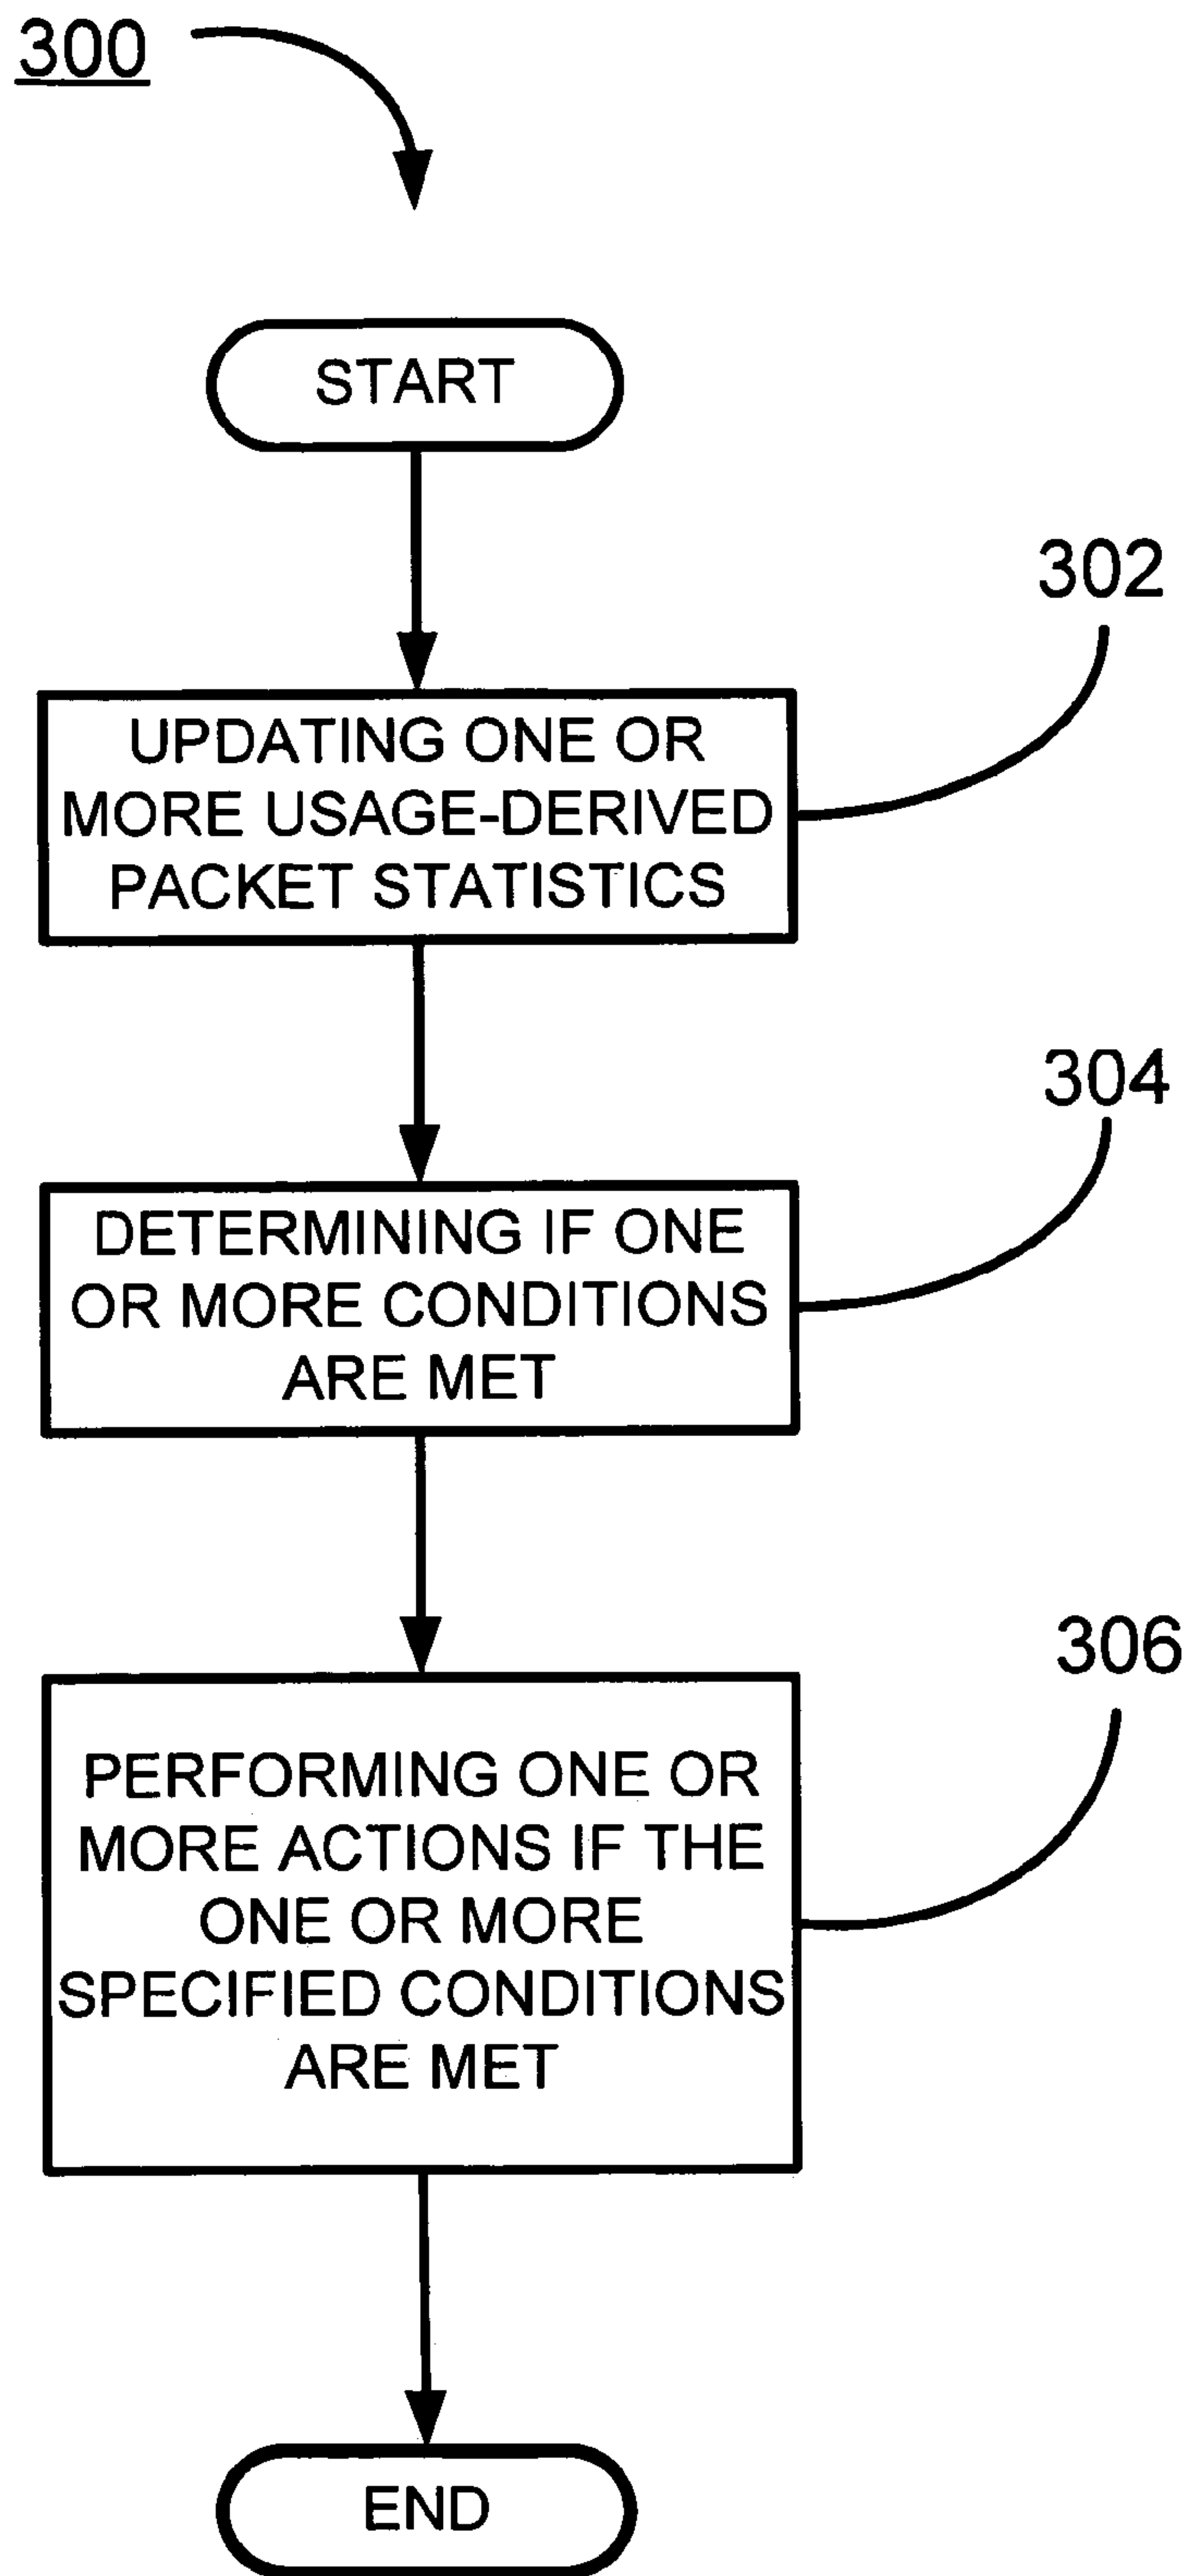 300
START
302
UPDATING ONE OR
MORE USAGE-DERIVED
PACKET STATISTICS
304
DETERMINING IF ONE
OR MORE CONDITIONS
ARE MET
306
PERFORMING ONE OR
MORE ACTIONS IF THE
ONE OR MORE
SPECIFIED CONDITIONS
ARE MET
END